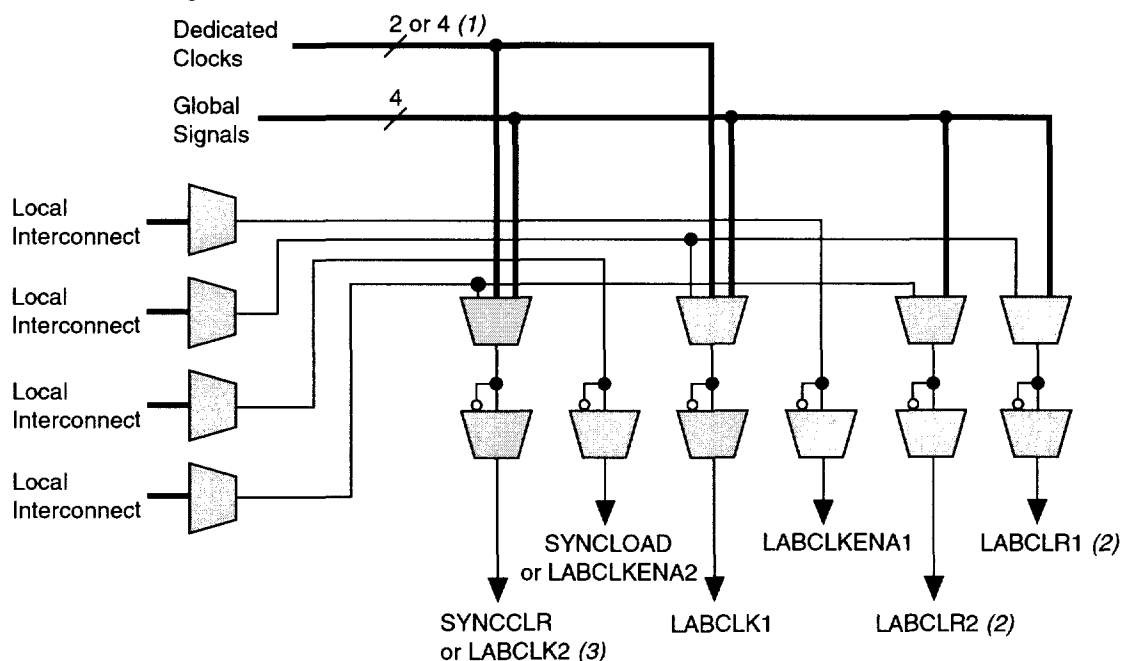 Dedicated
Clocks
2 or 4 (1)
Global
Signals
4
Local
Interconnect
Local
Interconnect
Local
Interconnect
Local
Interconnect
SYNCLOAD
or LABCLKENA2
LABCLKENA1
LABCLR1 (2)
SYNCCLR
or LABCLK2 (3)
LABCLK1
LABCLR2 (2)